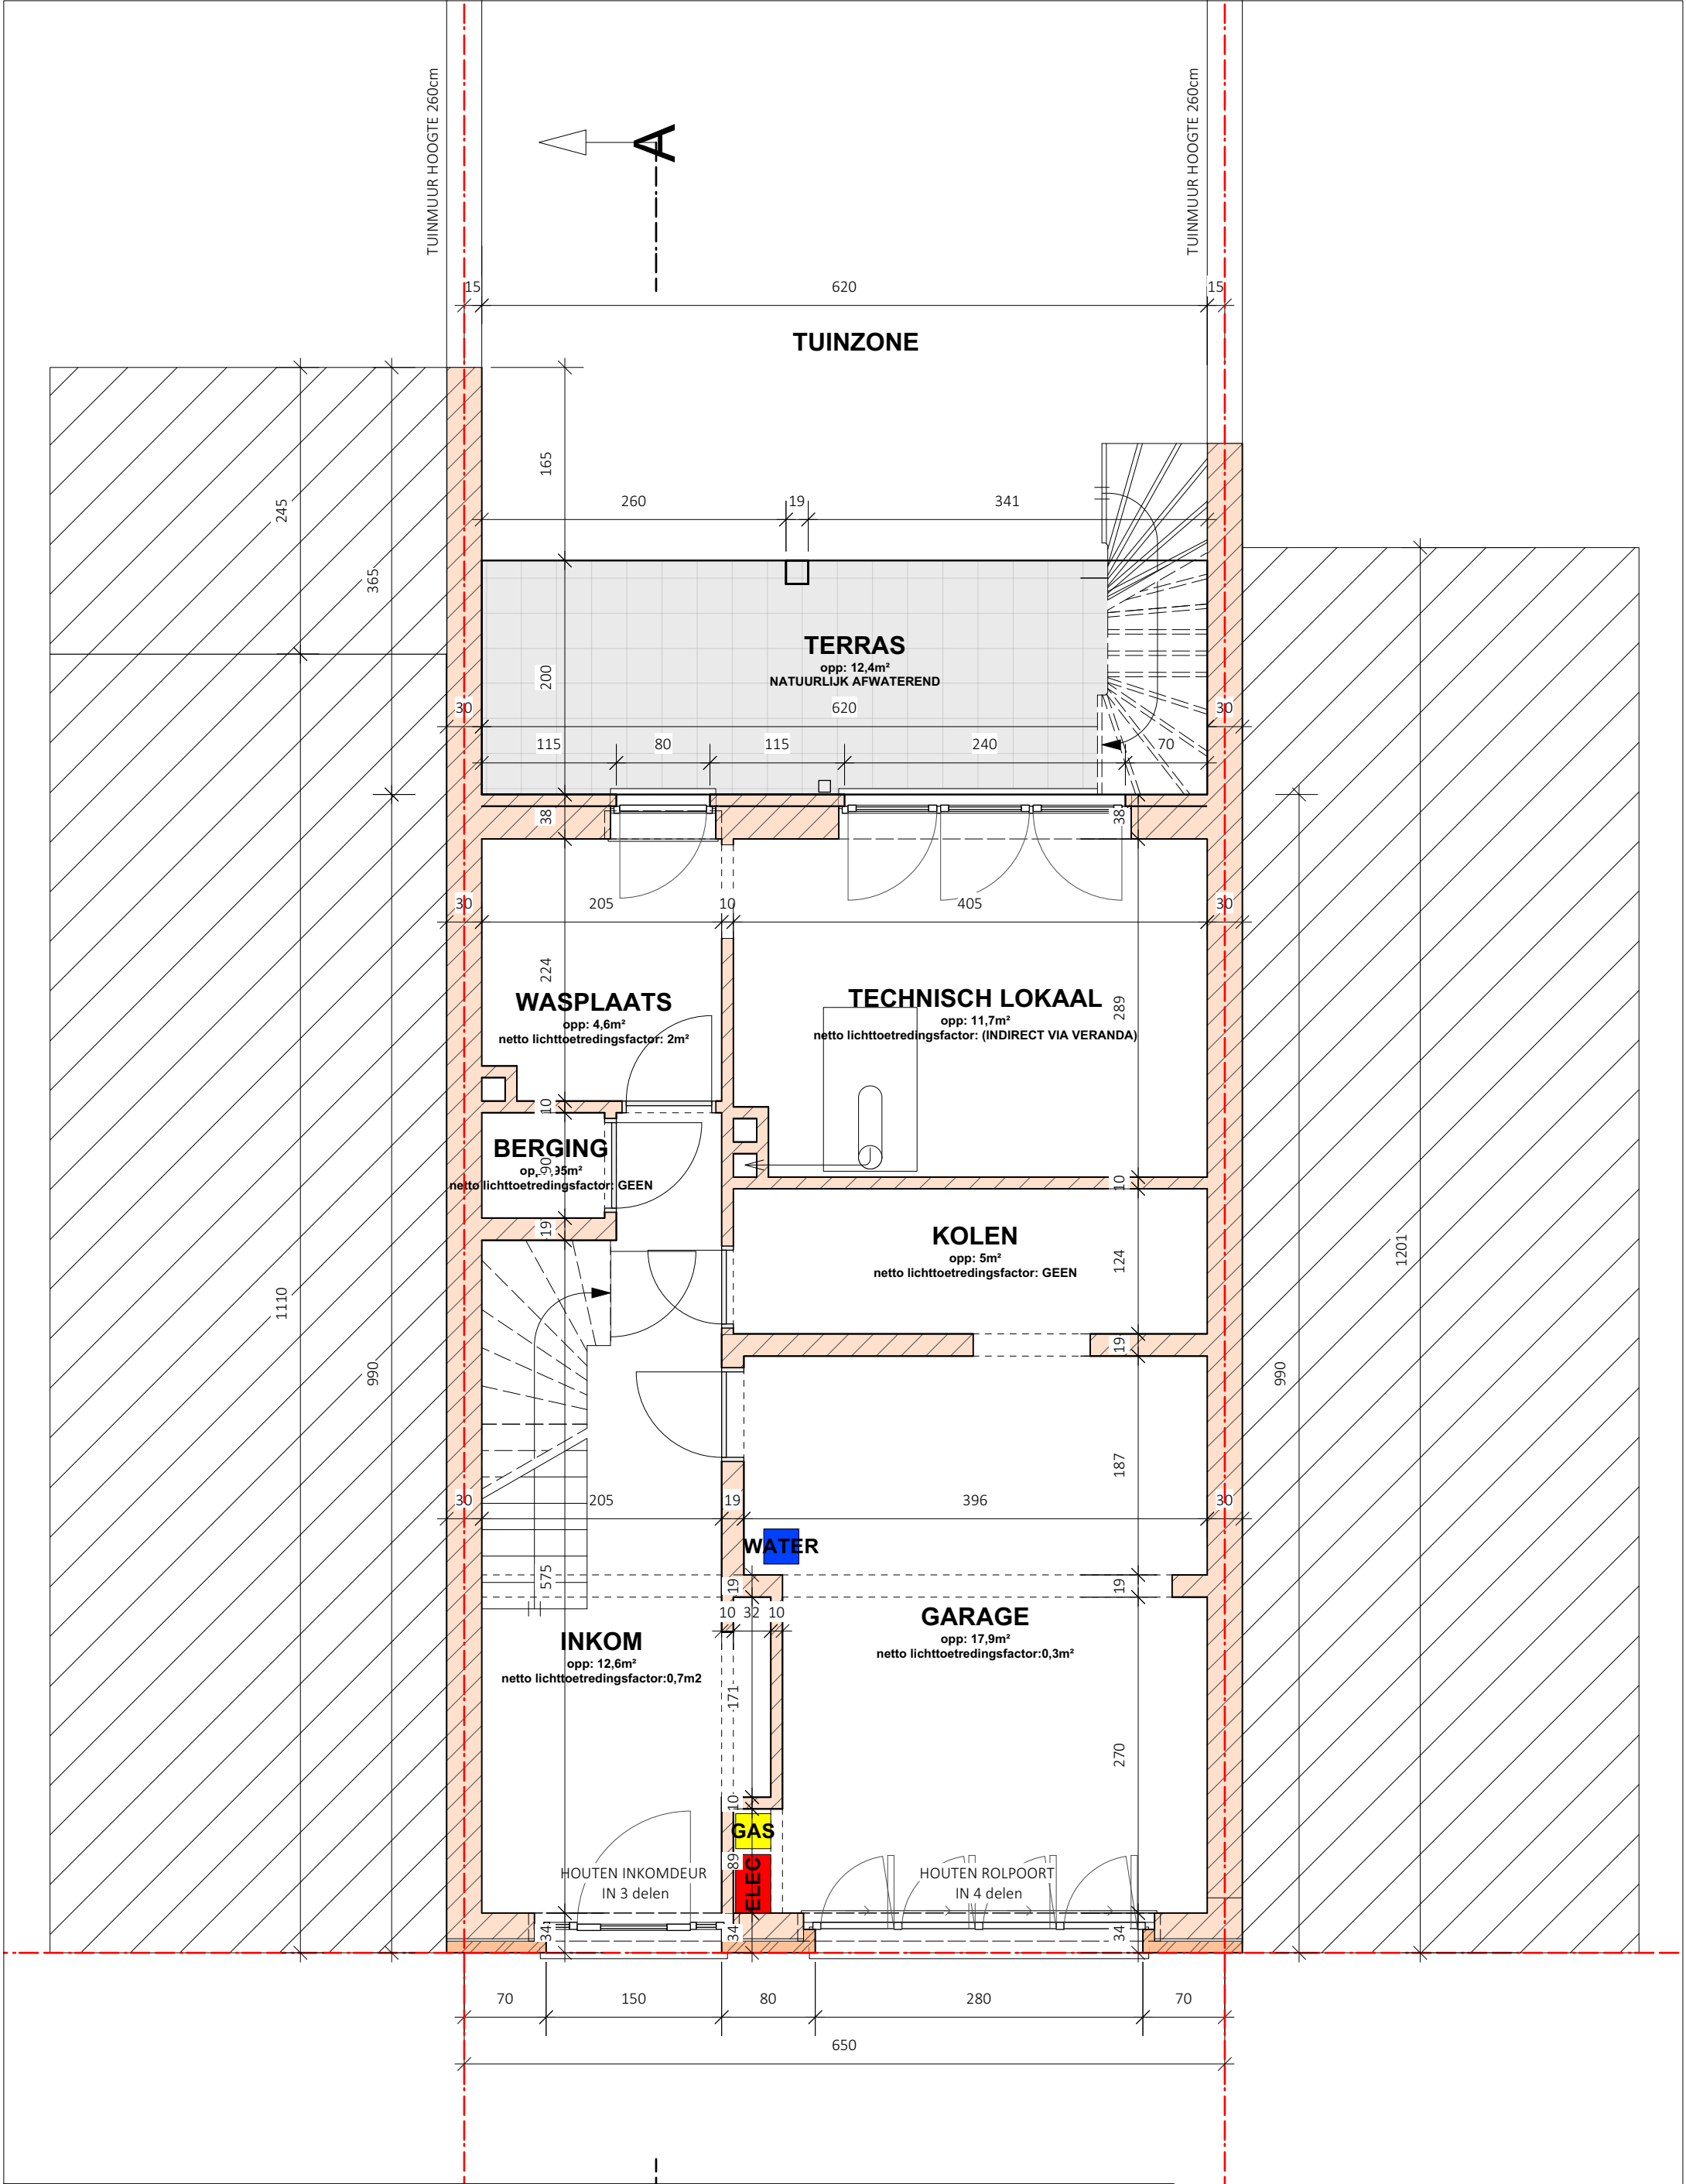 TUINMUUR HOOGTE 260cm
TUINMUUR HOOGTE 260cm
A
15
620
15
TUINZONE
245
365
165
260
19
341
TERRAS
opp: 12,4m²
NATUURLIJK AFWATEREND
200
30
620
30
115
80
115
240
70
38
38
30
205
10
405
30
224
289
WASPLAATS
opp: 4,6m²
netto lichttoetredingsfactor: 2m²
TECHNISCH LOKAAL
opp: 11,7m²
netto lichttoetredingsfactor: (INDIRECT VIA VERANDA)
10
BERGING
90
netto lichttoetredingsfactor: GEEN
10
19
KOLEN
opp: 5m²
netto lichttoetredingsfactor: GEEN
124
1201
1110
990
19
990
187
30
205
19
396
30
WATER
575
19
19
10
32
10
INKOM
opp: 12,6m²
netto lichttoetredingsfactor:0,7m2
GARAGE
opp: 17,9m²
netto lichttoetredingsfactor:0,3m²
171
270
10
GAS
89
ELEC
HOUTEN INKOMDEUR
IN 3 delen
HOUTEN ROLPOORT
IN 4 delen
34
34
34
70
150
80
280
70
650